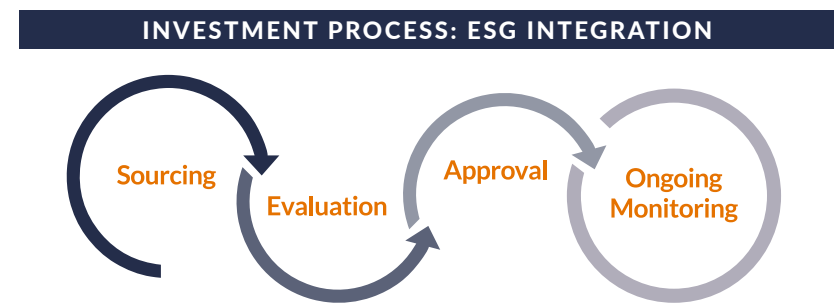 INVESTMENT PROCESS: ESG INTEGRATION
Sourcing
Evaluation
Approval
Ongoing
Monitoring